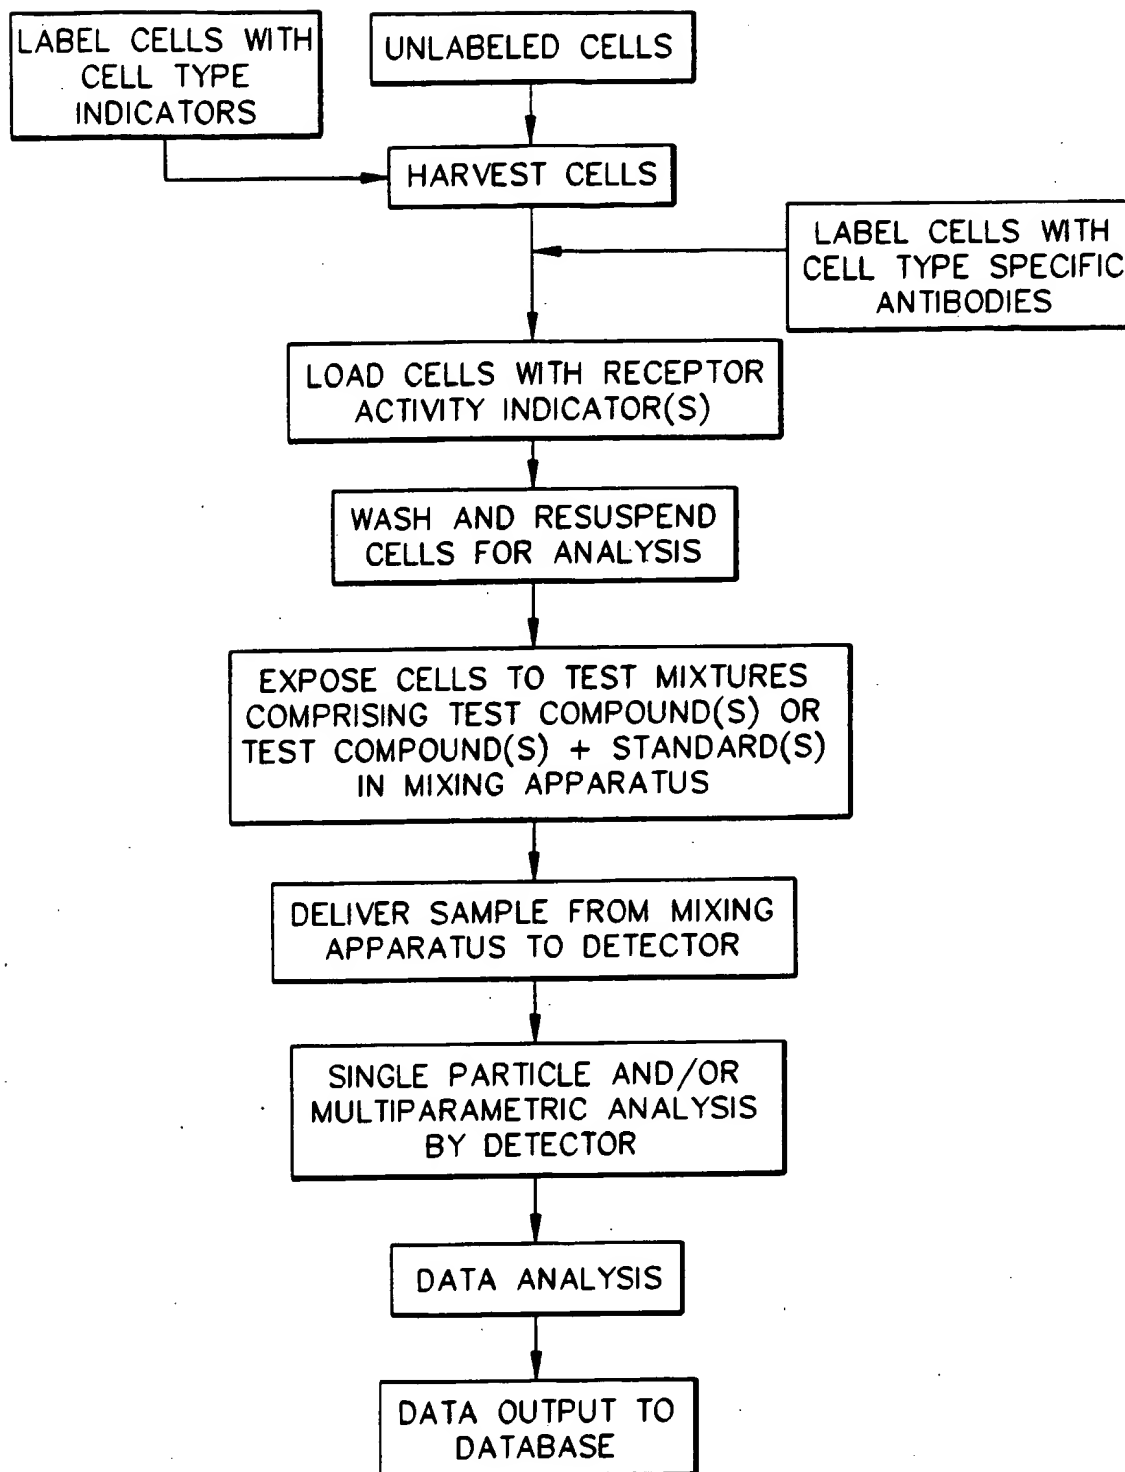 LABEL CELLS WITH
CELL TYPE
INDICATORS
UNLABELED CELLS
HARVEST CELLS
LABEL CELLS WITH
CELL TYPE SPECIFIC
ANTIBODIES
LOAD CELLS WITH RECEPTOR
ACTIVITY INDICATOR(S)
WASH AND RESUSPEND
CELLS FOR ANALYSIS
EXPOSE CELLS TO TEST MIXTURES
COMPRISING TEST COMPOUND(S) OR
TEST COMPOUND(S) + STANDARD(S)
IN MIXING APPARATUS
DELIVER SAMPLE FROM MIXING
APPARATUS TO DETECTOR
SINGLE PARTICLE AND/OR
MULTIPARAMETRIC ANALYSIS
BY DETECTOR
DATA ANALYSIS
DATA OUTPUT TO
DATABASE